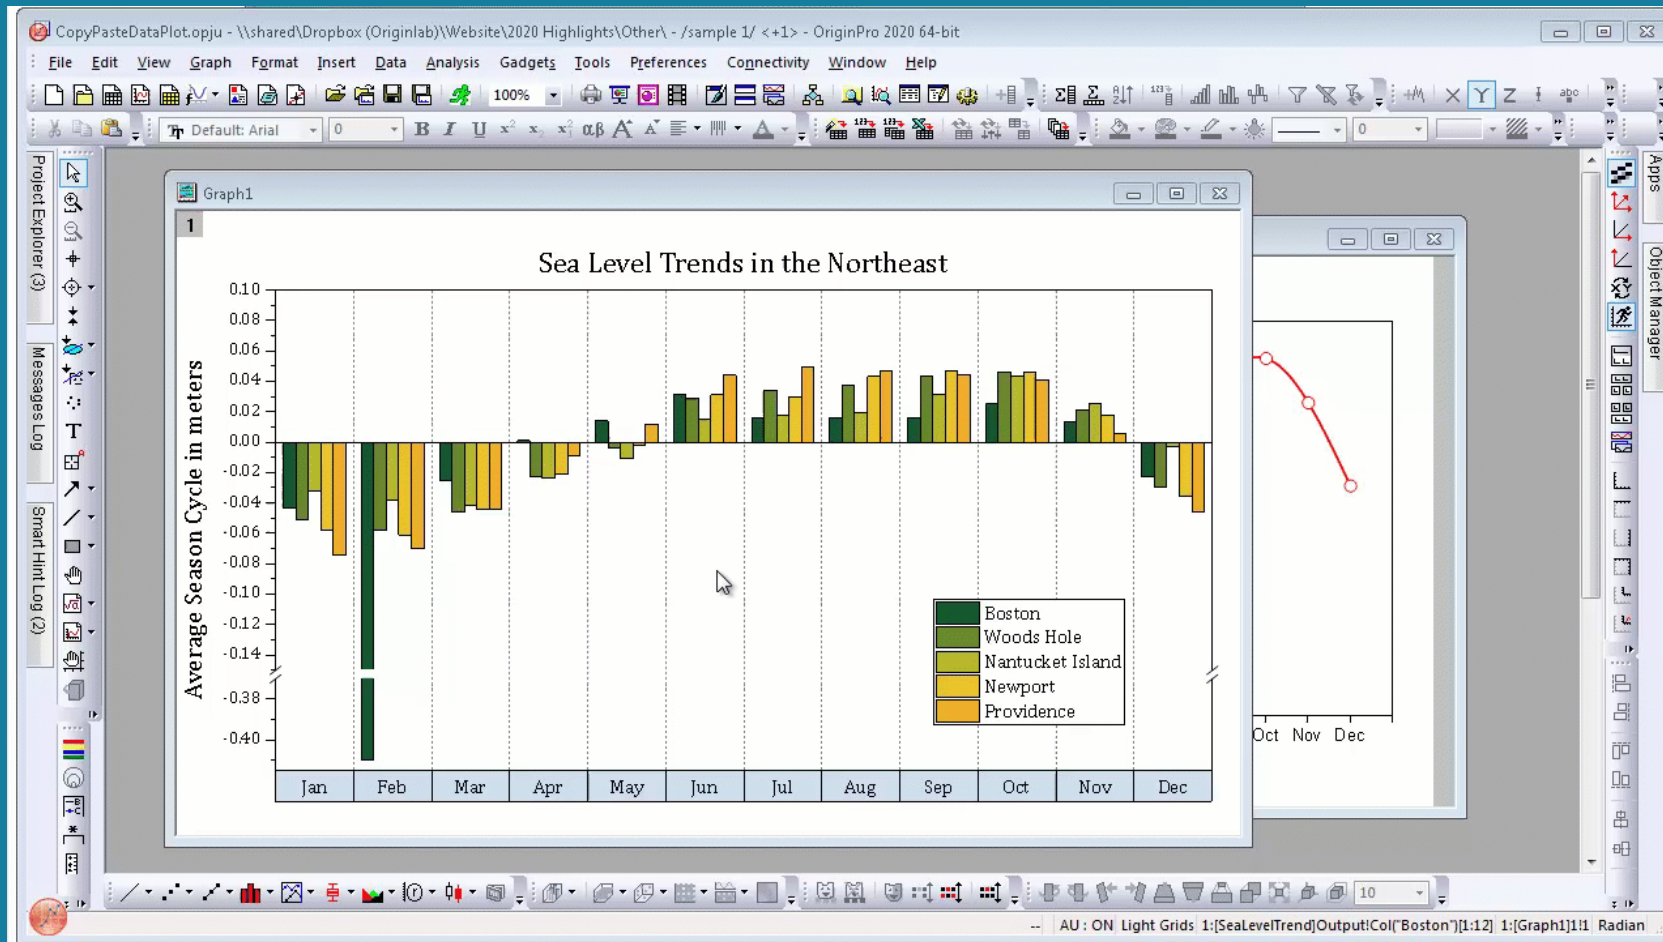 CopyPasteDataPlot.opju - \\shared\Dropbox (Originlab)\Website\2020 Highlights\Other\ - /sample 1/ <+1> - OriginPro 2020 64-bit
File Edit View Graph Format Insert Data Analysis Gadgets Tools Preferences Connectivity Window Help
100%
Default: Arial 0 B I U αβ A 0
Project Explorer (3)
Messages Log
Smart Hint Log (2)
Apps
Object Manager
Graph1
1
Sea Level Trends in the Northeast
Average Season Cycle in meters
0.10
0.08
0.06
0.04
0.02
0.00
-0.02
-0.04
-0.06
-0.08
-0.10
-0.12
-0.14
-0.38
-0.40
Boston
Woods Hole
Nantucket Island
Newport
Providence
Jan Feb Mar Apr May Jun Jul Aug Sep Oct Nov Dec
Oct Nov Dec
10
-- AU : ON Light Grids 1:[SeaLevelTrend]Output!Col("Boston")[1:12] 1:[Graph1]1!1 Radian